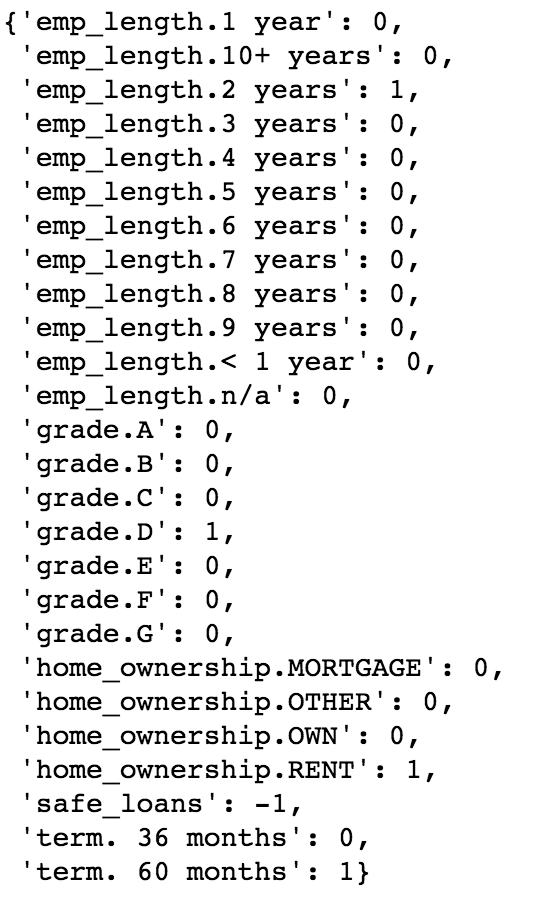 {'emp_length.1 year': 0,
'emp_length.10+ years': 0,
'emp_length.2 years': 1,
'emp_length.3 years': 0,
'emp_length.4 years': 0,
'emp_length.5 years': 0,
'emp_length.6 years': 0,
'emp_length.7 years': 0,
'emp_length.8 years': 0,
'emp_length.9 years': 0,
'emp_length.< 1 year': 0,
'emp_length.n/a': 0,
'grade.A': 0,
'grade.B': 0,
'grade.C': 0,
'grade.D': 1,
'grade.E': 0,
'grade.F': 0,
'grade.G': 0,
'home_ownership.MORTGAGE': 0,
'home_ownership.OTHER': 0,
'home_ownership.OWN': 0,
'home_ownership.RENT': 1,
'safe_loans': -1,
'term. 36 months': 0,
'term. 60 months': 1}